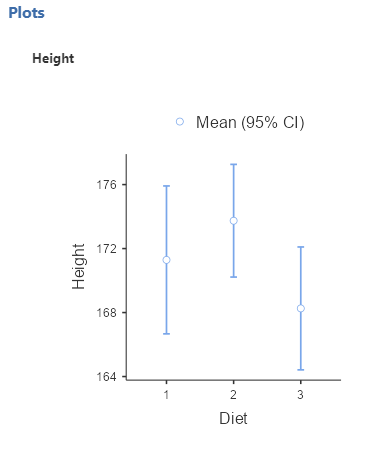 Plots
Height
Mean (95% CI)
176
172
168
164
Height
1 2 3
Diet